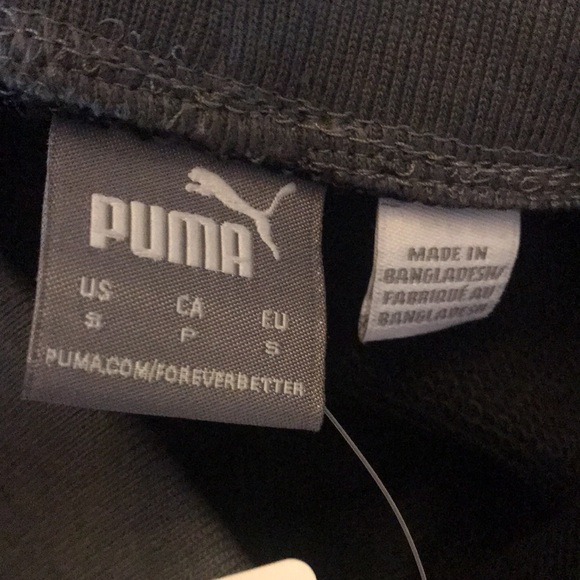 PUMA
US CA EU
S P S
PUMA.COM/FOREVERBETTER
MADE IN
BANGLADESH/
FABRIQUÉ AU
BANGLADESH